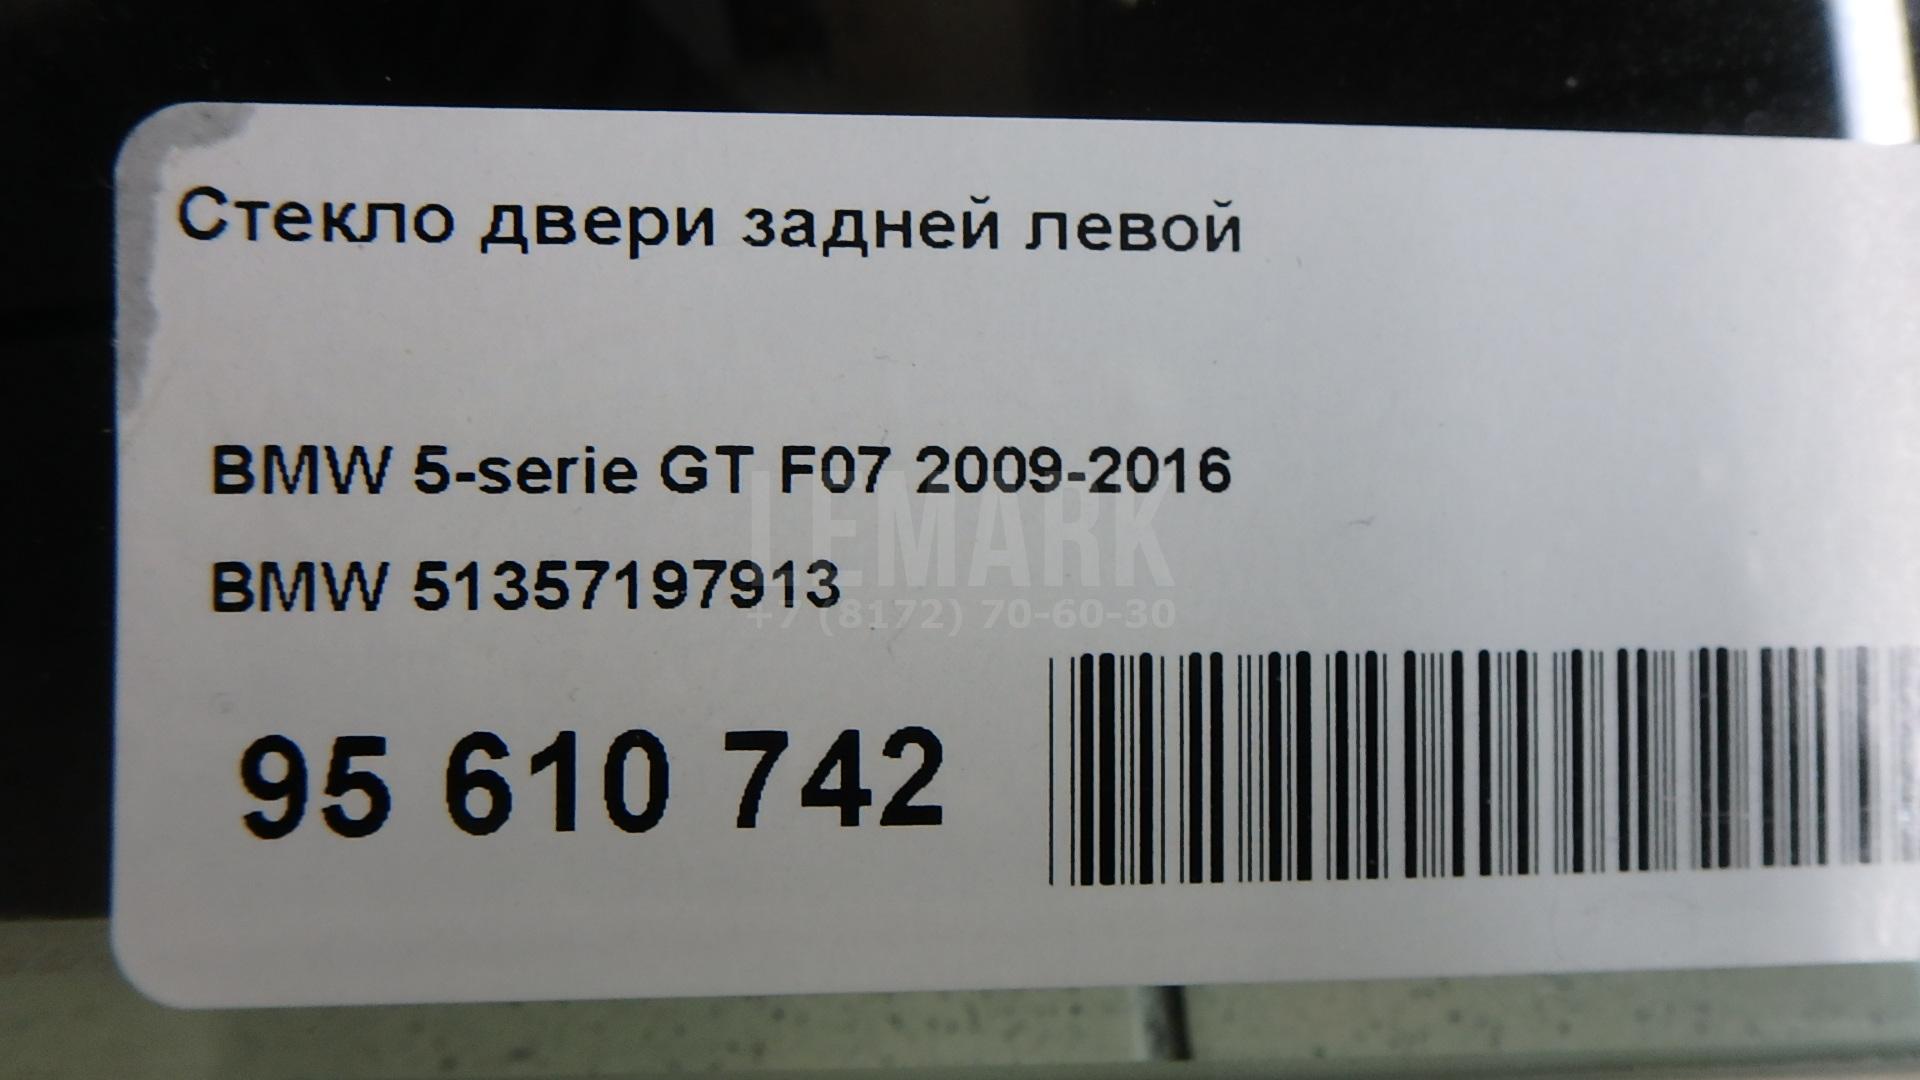 Стекло двери задней левой
BMW 5-serie GT F07 2009-2016
BMW 51357197913
LEMARK
+7 (8172) 70-60-30
95 610 742